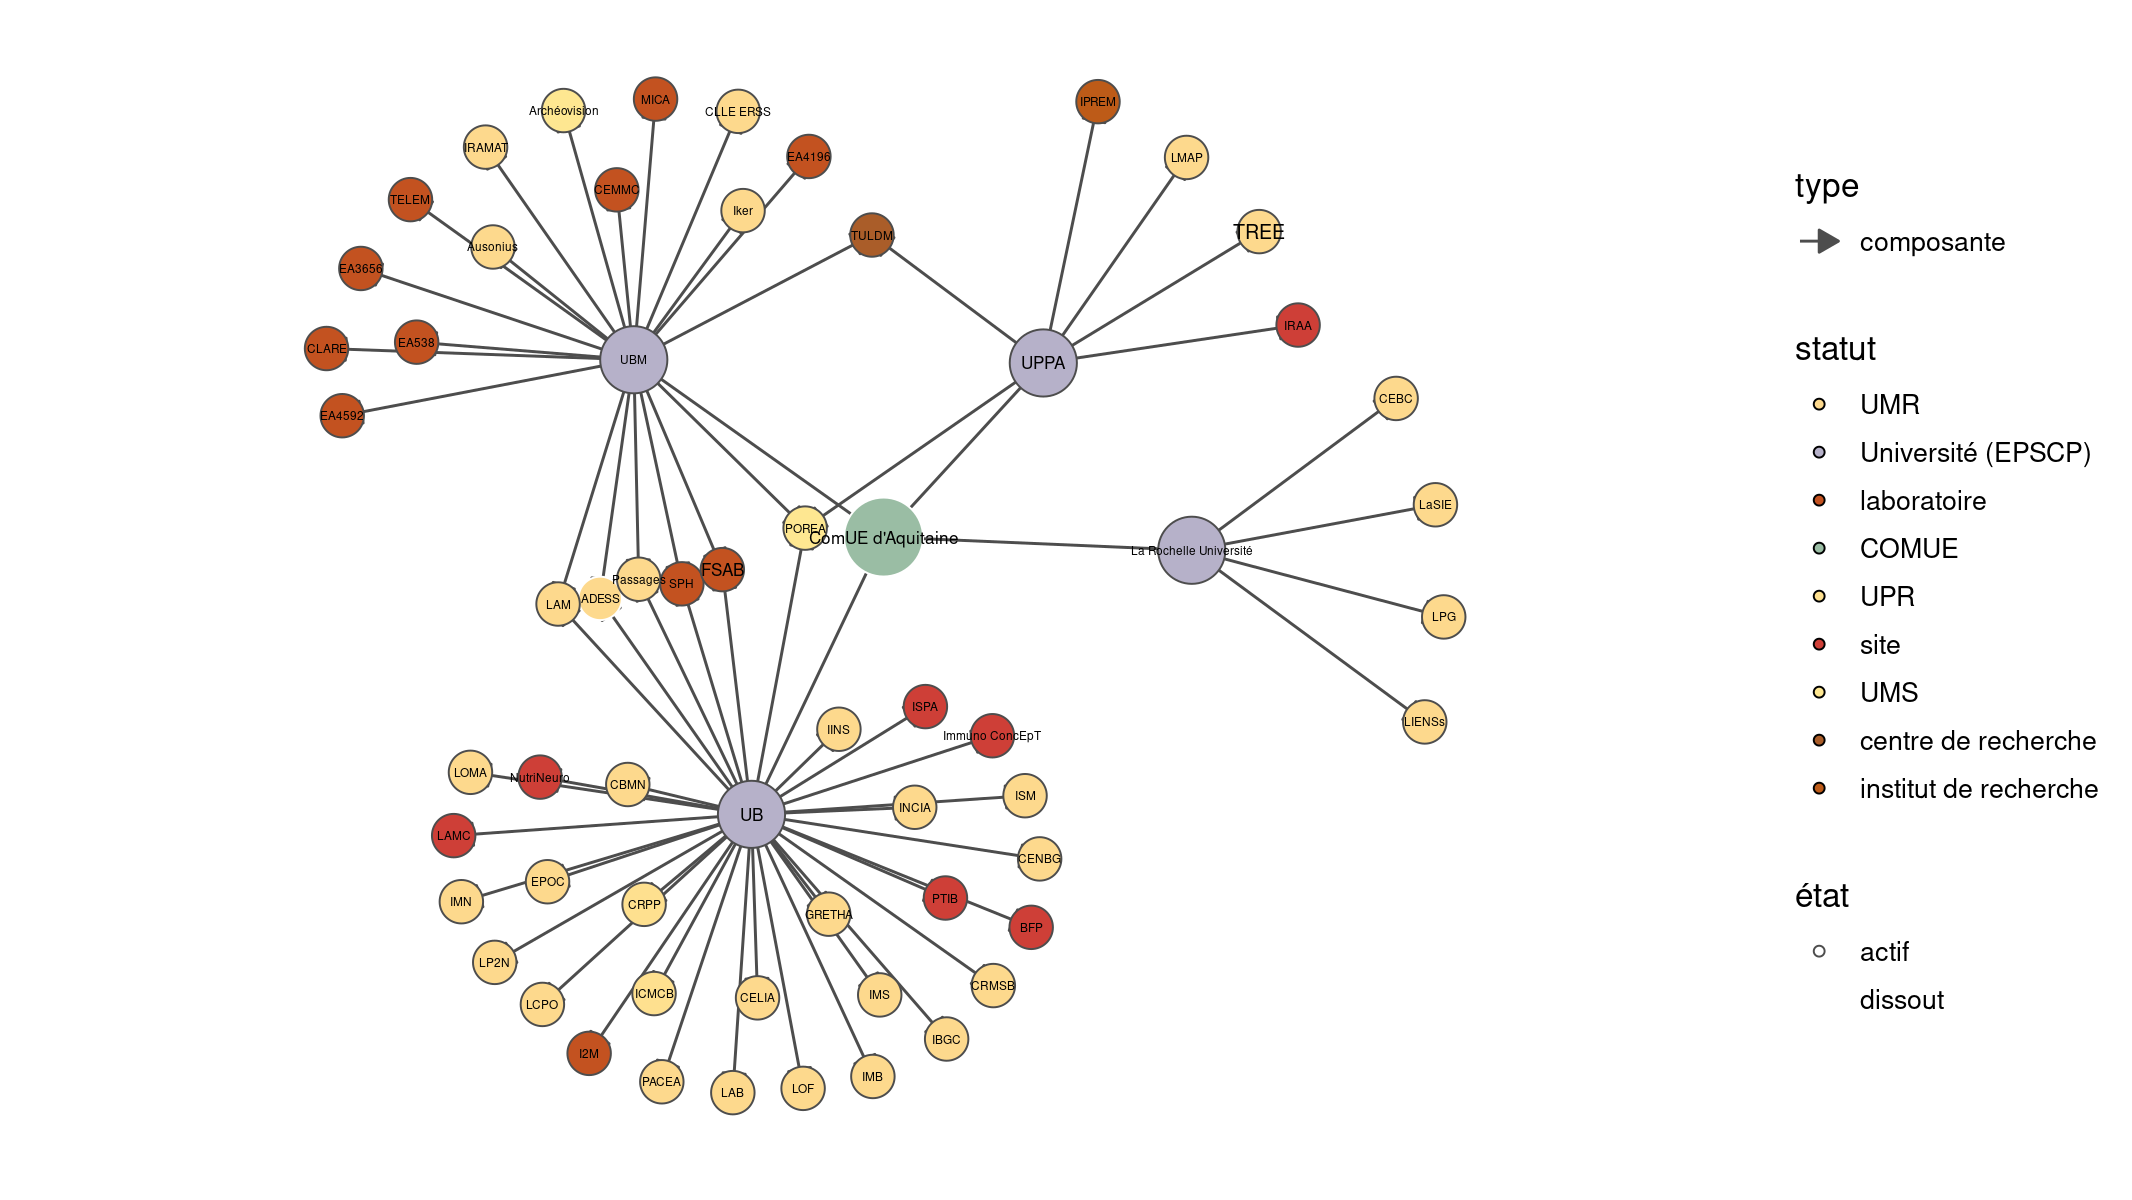 MICA
Archéovision
CLLE ERSS
IPREM
IRAMAT
EA4196
LMAP
CEMMC
TELEM
Iker
Ausonius
TULDM
TREE
EA3656
IRAA
EA538
CLARE
UBM
UPPA
EA4592
CEBC
LaSIE
POREA
ComUE d'Aquitaine
La Rochelle Université
FSAB
Passages
SPH
ADESS
LAM
LPG
LIENSs
ISPA
IINS
Immuno ConcEpT
LOMA
NutriNeuro
CBMN
ISM
INCIA
UB
LAMC
CENBG
EPOC
IMN
CRPP
PTIB
GRETHA
BFP
LP2N
CRMSB
ICMCB
IMS
CELIA
LCPO
IBGC
I2M
IMB
PACEA
LOF
LAB
type
composante
statut
UMR
Université (EPSCP)
laboratoire
COMUE
UPR
site
UMS
centre de recherche
institut de recherche
état
actif
dissout